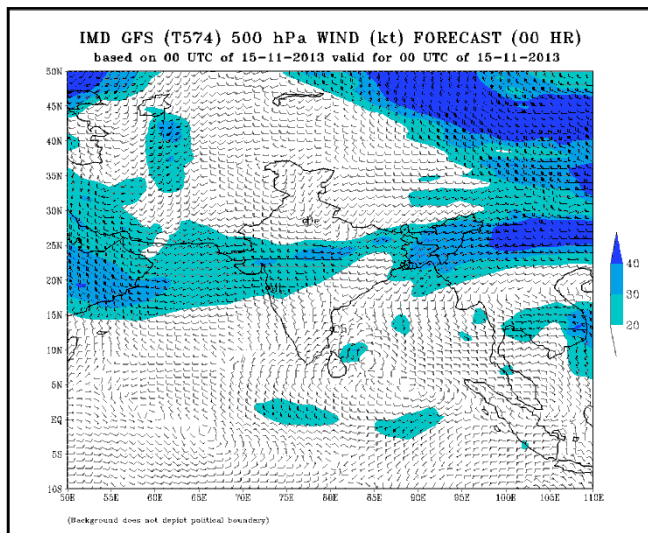 IMD GFS (T574) 500 hPa WIND (kt) FORECAST (00 HR)
based on 00 UTC of 15-11-2013 valid for 00 UTC of 15-11-2013
50N
45N
40N
35N
30N
25N
20N
15N
10N
5N
EQ
5S
10S
50E 55E 60E 65E 70E 75E 80E 85E 90E 95E 100E 105E 110E
40
30
20
(Background does not depict political boundary)